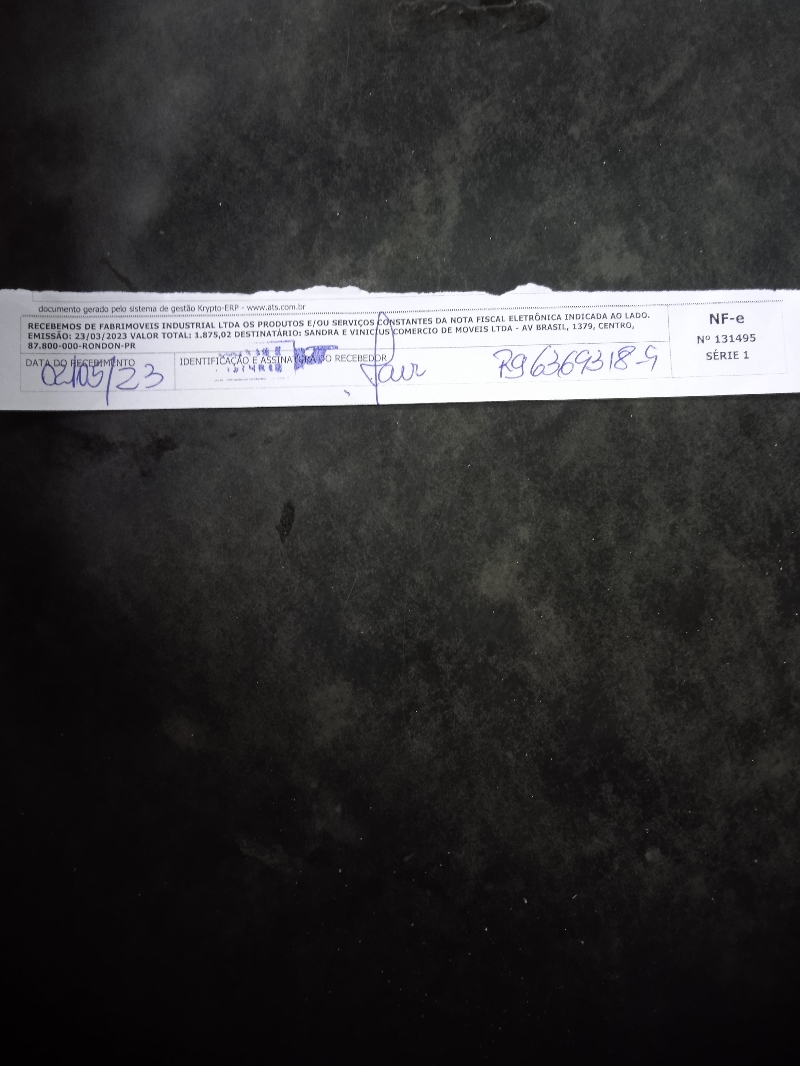 documento gerado pelo sistema de gestão Krypto-ERP - www.ats.com.br
RECEBEMOS DE FABRIMOVEIS INDUSTRIAL LTDA OS PRODUTOS E/OU SERVIÇOS CONSTANTES DA NOTA FISCAL ELETRÔNICA INDICADA AO LADO.
EMISSÃO: 23/03/2023 VALOR TOTAL: 1.875,02 DESTINATÁRIO: SANDRA E VINICIUS COMERCIO DE MOVEIS LTDA - AV BRASIL, 1379, CENTRO,
87.800-000-RONDON-PR
DATA DO RECEBIMENTO
02/05/23
IDENTIFICAÇÃO E ASSINATURA DO RECEBEDOR
RG 6369318-9
NF-e
Nº 131495
SÉRIE 1